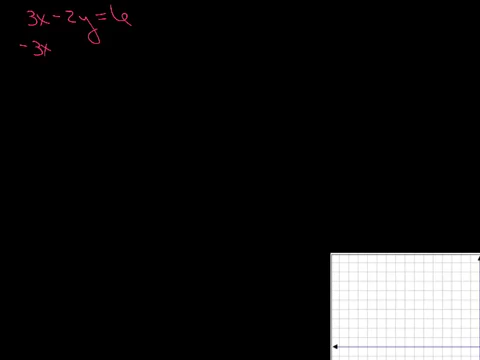 3x - 2y = 6
- 3x